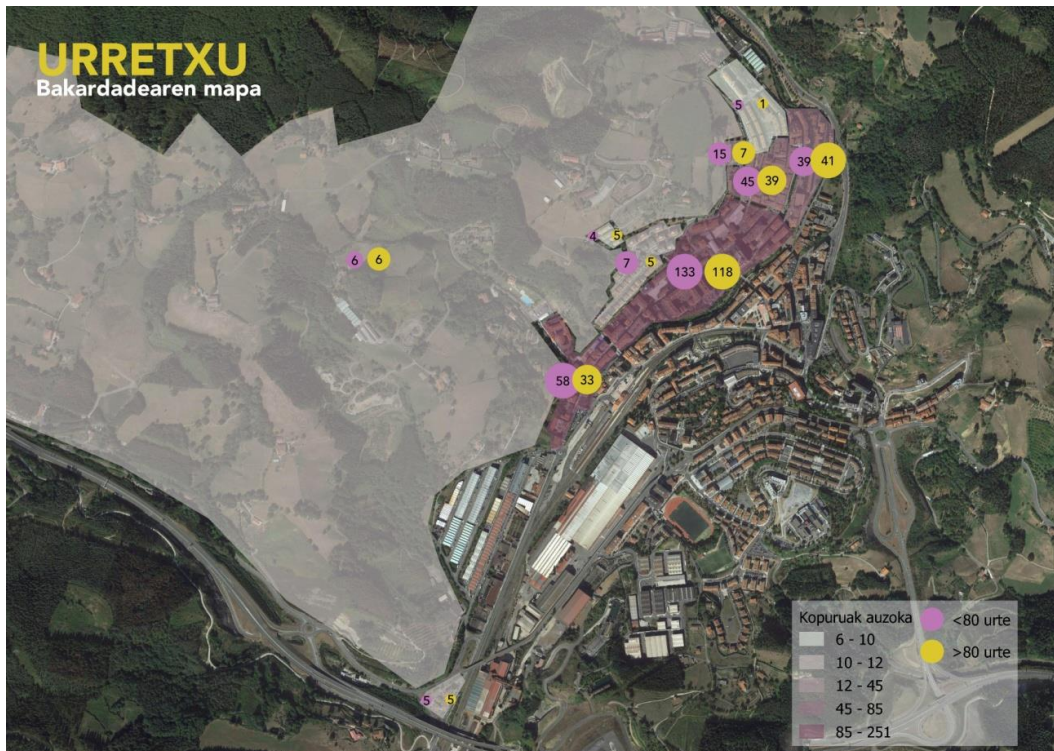 URRETXU
Bakardadearen mapa
5 1
15 7
39 41
45 39
4 5
7 5
6 6
133 118
58 33
5 5
Kopuruak auzoka
6 - 10
10 - 12
12 - 45
45 - 85
85 - 251
<80 urte
>80 urte